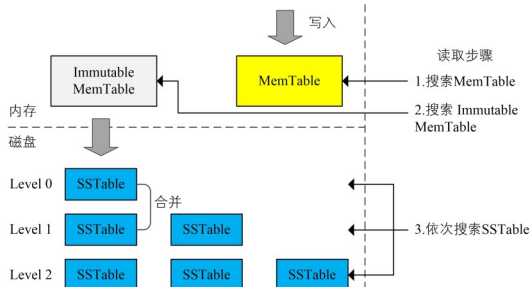 写入
读取步骤
Immutable
MemTable
MemTable
1.搜索MemTable
2.搜索 Immutable
MemTable
内存
磁盘
Level 0
SSTable
合并
Level 1
SSTable
SSTable
3.依次搜索SSTable
Level 2
SSTable
SSTable
SSTable